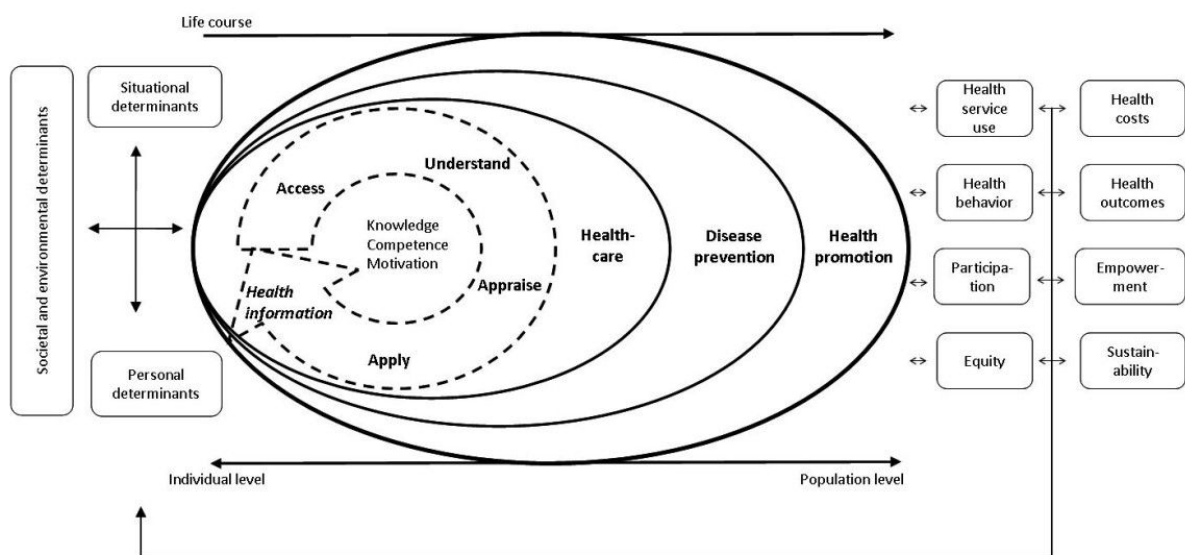 Life course
Societal and environmental determinants
Situational
determinants
Personal
determinants
Access
Understand
Knowledge
Competence
Motivation
Health
information
Appraise
Apply
Health-
care
Disease
prevention
Health
promotion
Health
service
use
Health
costs
Health
behavior
Health
outcomes
Participa-
tion
Empower-
ment
Equity
Sustain-
ability
Individual level
Population level